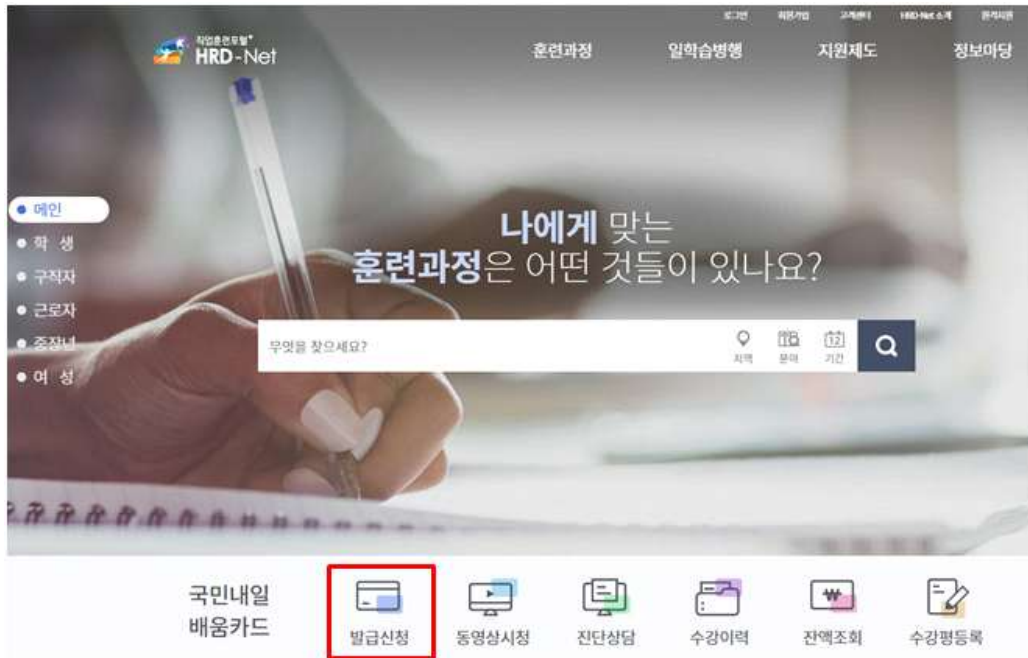 로그인 회원가입 고객센터 HRD-Net 소개 원격지원
직업훈련포털
HRD-Net
훈련과정 일학습병행 지원제도 정보마당
메인
학 생
구직자
근로자
중장년
여 성
나에게 맞는
훈련과정은 어떤 것들이 있나요?
무엇을 찾으세요?
지역 분야 기간
국민내일
배움카드
발급신청 동영상시청 진단상담 수강이력 잔액조회 수강평등록